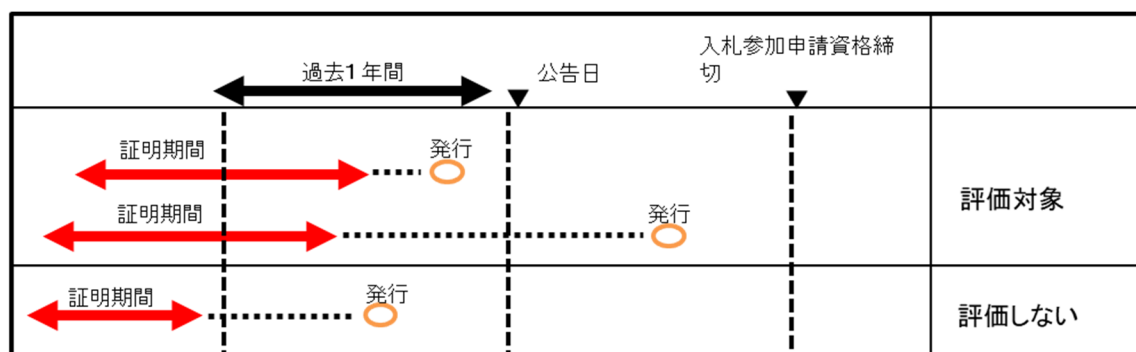 入札参加申請資格締
切
過去1年間
公告日
証明期間
発行
証明期間
発行
評価対象
証明期間
発行
評価しない